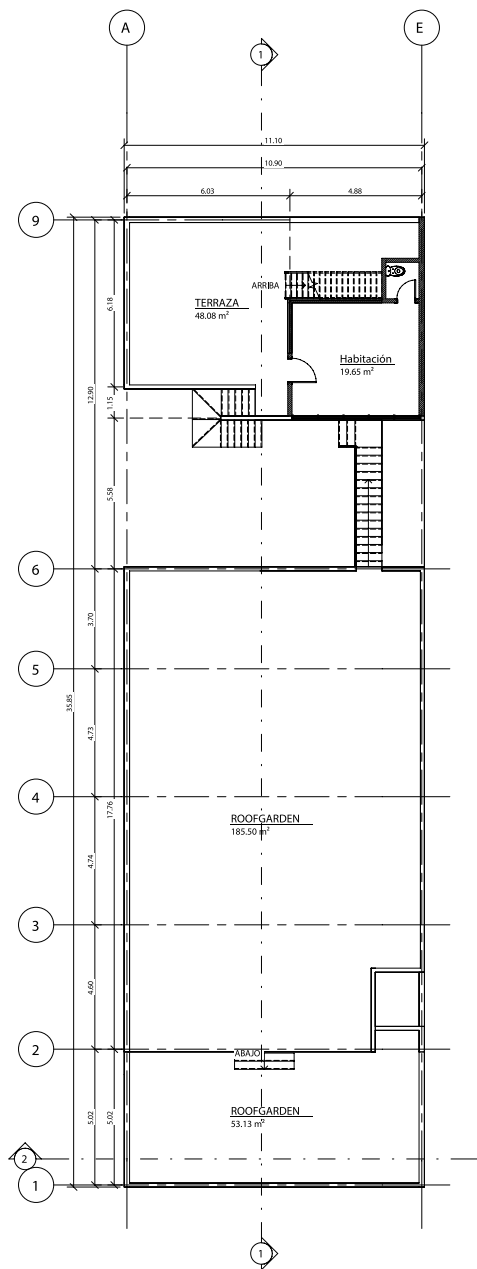 A
E
1
11.10
10.90
6.03
4.88
9
ARRIBA
TERRAZA
48.08 m²
6.18
Habitación
19.65 m²
12.90
1.15
5.58
6
3.70
5
35.85
4.73
4
17.76
ROOFGARDEN
185.50 m²
4.74
3
4.60
2
ABAJO
ROOFGARDEN
53.13 m²
5.02
5.02
2
1
1